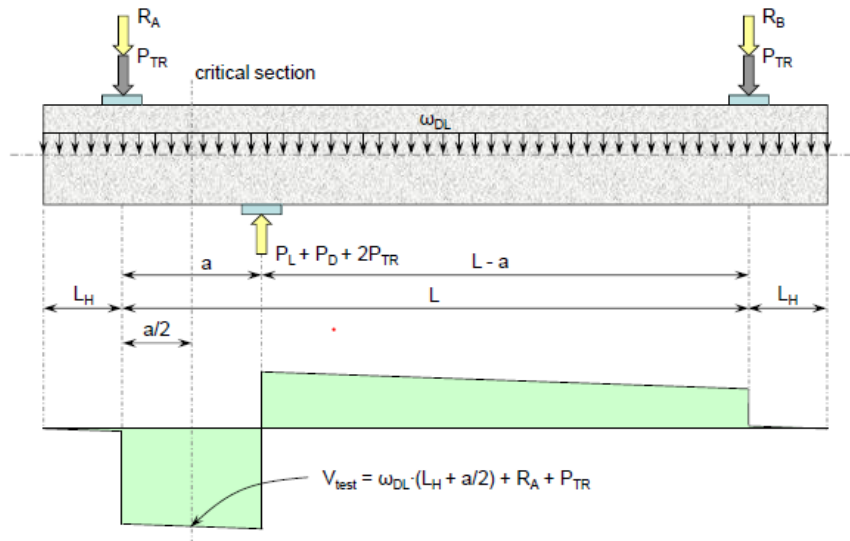 R_A
R_B
P_TR
P_TR
critical section
ω_DL
P_L + P_D + 2P_TR
a
L - a
L_H
L
L_H
a/2
V_test = ω_DL·(L_H + a/2) + R_A + P_TR